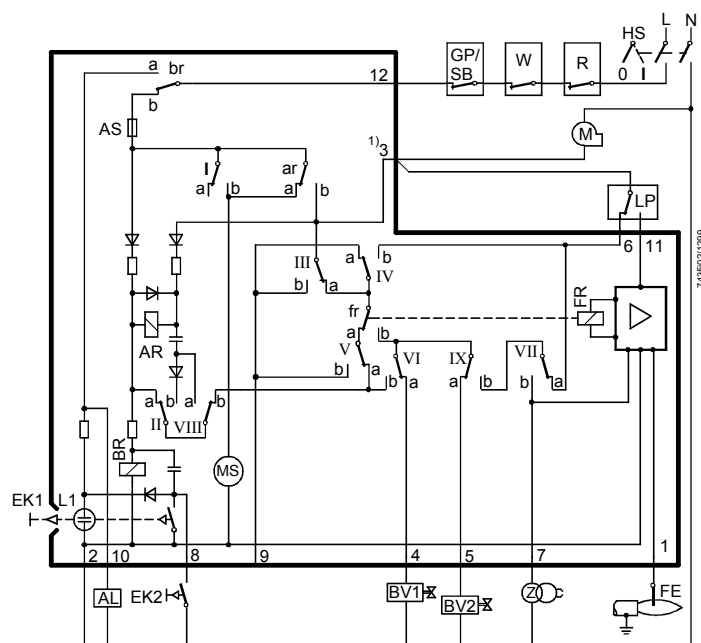 HS L N
a br 12 GP/SB W R 0 I
b
AS M
1) 3
I ar
a b a b LP
6 11
a b
III IV
b a
fr FR
a b
AR V VI IX VII
b b a a b b a
a b a b
II VIII
BR
MS
EK1 L1
2 10 8 9 4 5 7 1
AL EK2 BV1 BV2 Z FE
7435f02/1299